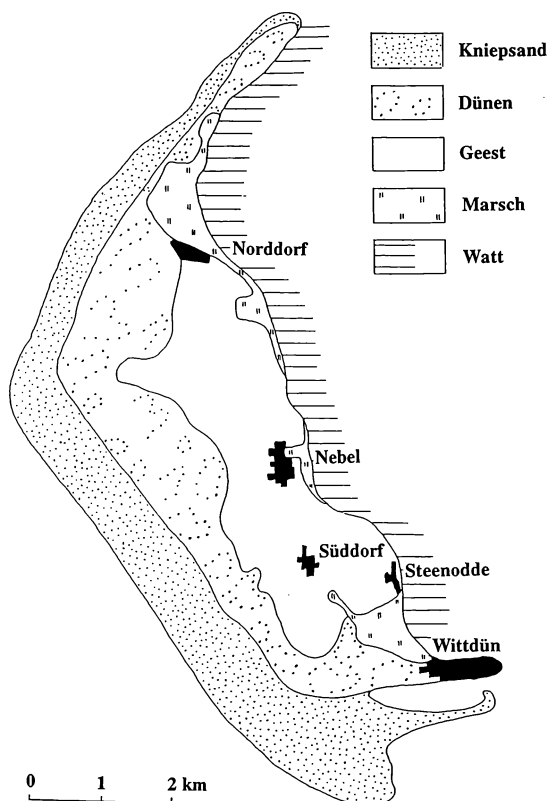 Kniepsand
Dünen
Geest
Marsch
Watt
Norddorf
Nebel
Süddorf
Steenodde
Wittdün
0 1 2 km